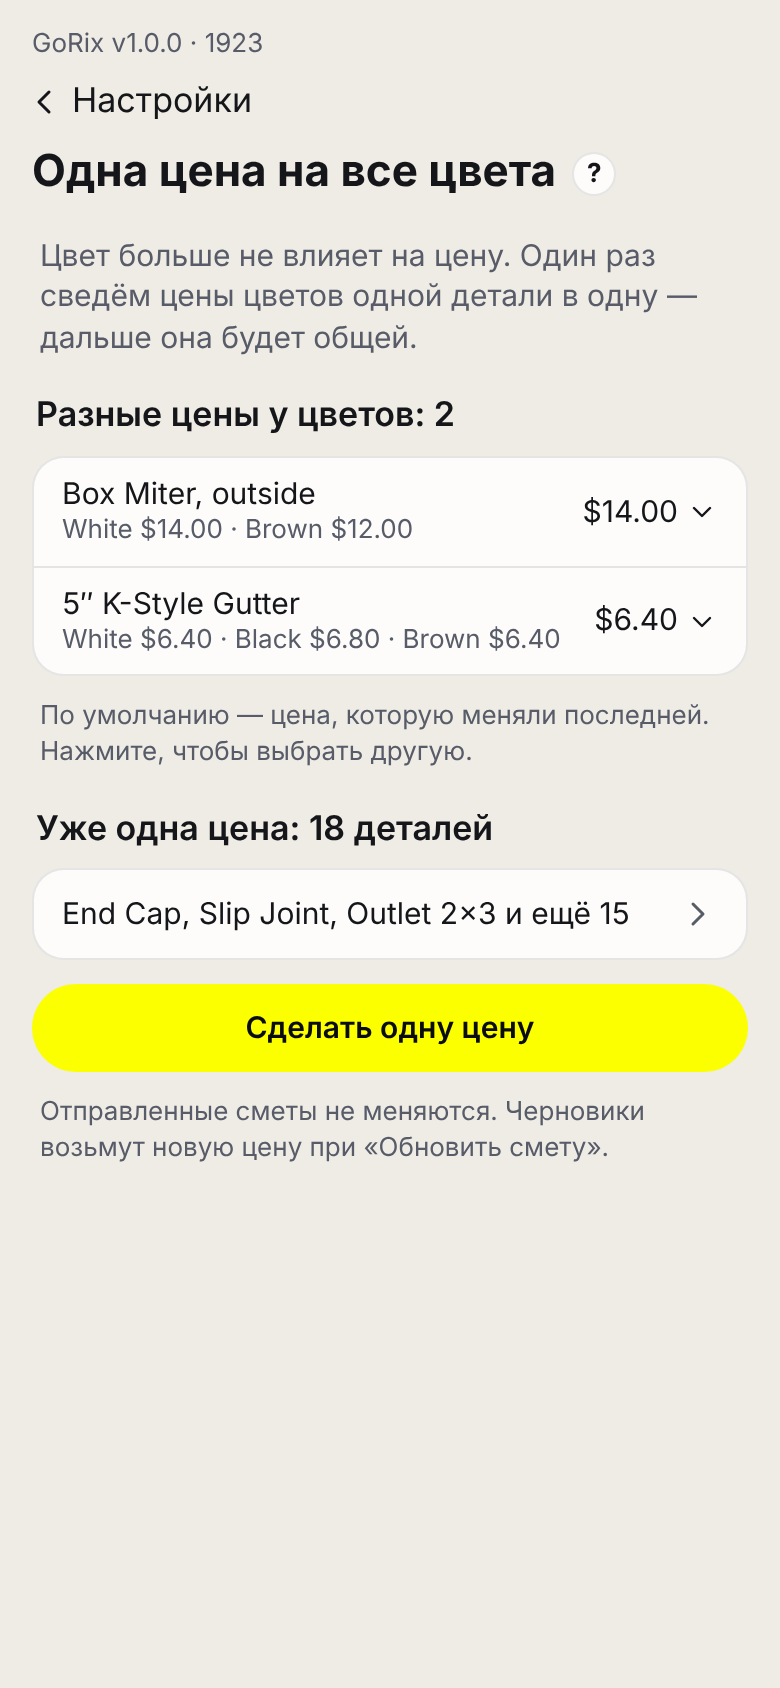 GoRix v1.0.0 · 1923
Настройки
Одна цена на все цвета ?
Цвет больше не влияет на цену. Один раз
сведём цены цветов одной детали в одну —
дальше она будет общей.
Разные цены у цветов: 2
Box Miter, outside
White $14.00 · Brown $12.00
$14.00
5″ K-Style Gutter
White $6.40 · Black $6.80 · Brown $6.40
$6.40
По умолчанию — цена, которую меняли последней.
Нажмите, чтобы выбрать другую.
Уже одна цена: 18 деталей
End Cap, Slip Joint, Outlet 2×3 и ещё 15
Сделать одну цену
Отправленные сметы не меняются. Черновики
возьмут новую цену при «Обновить смету».